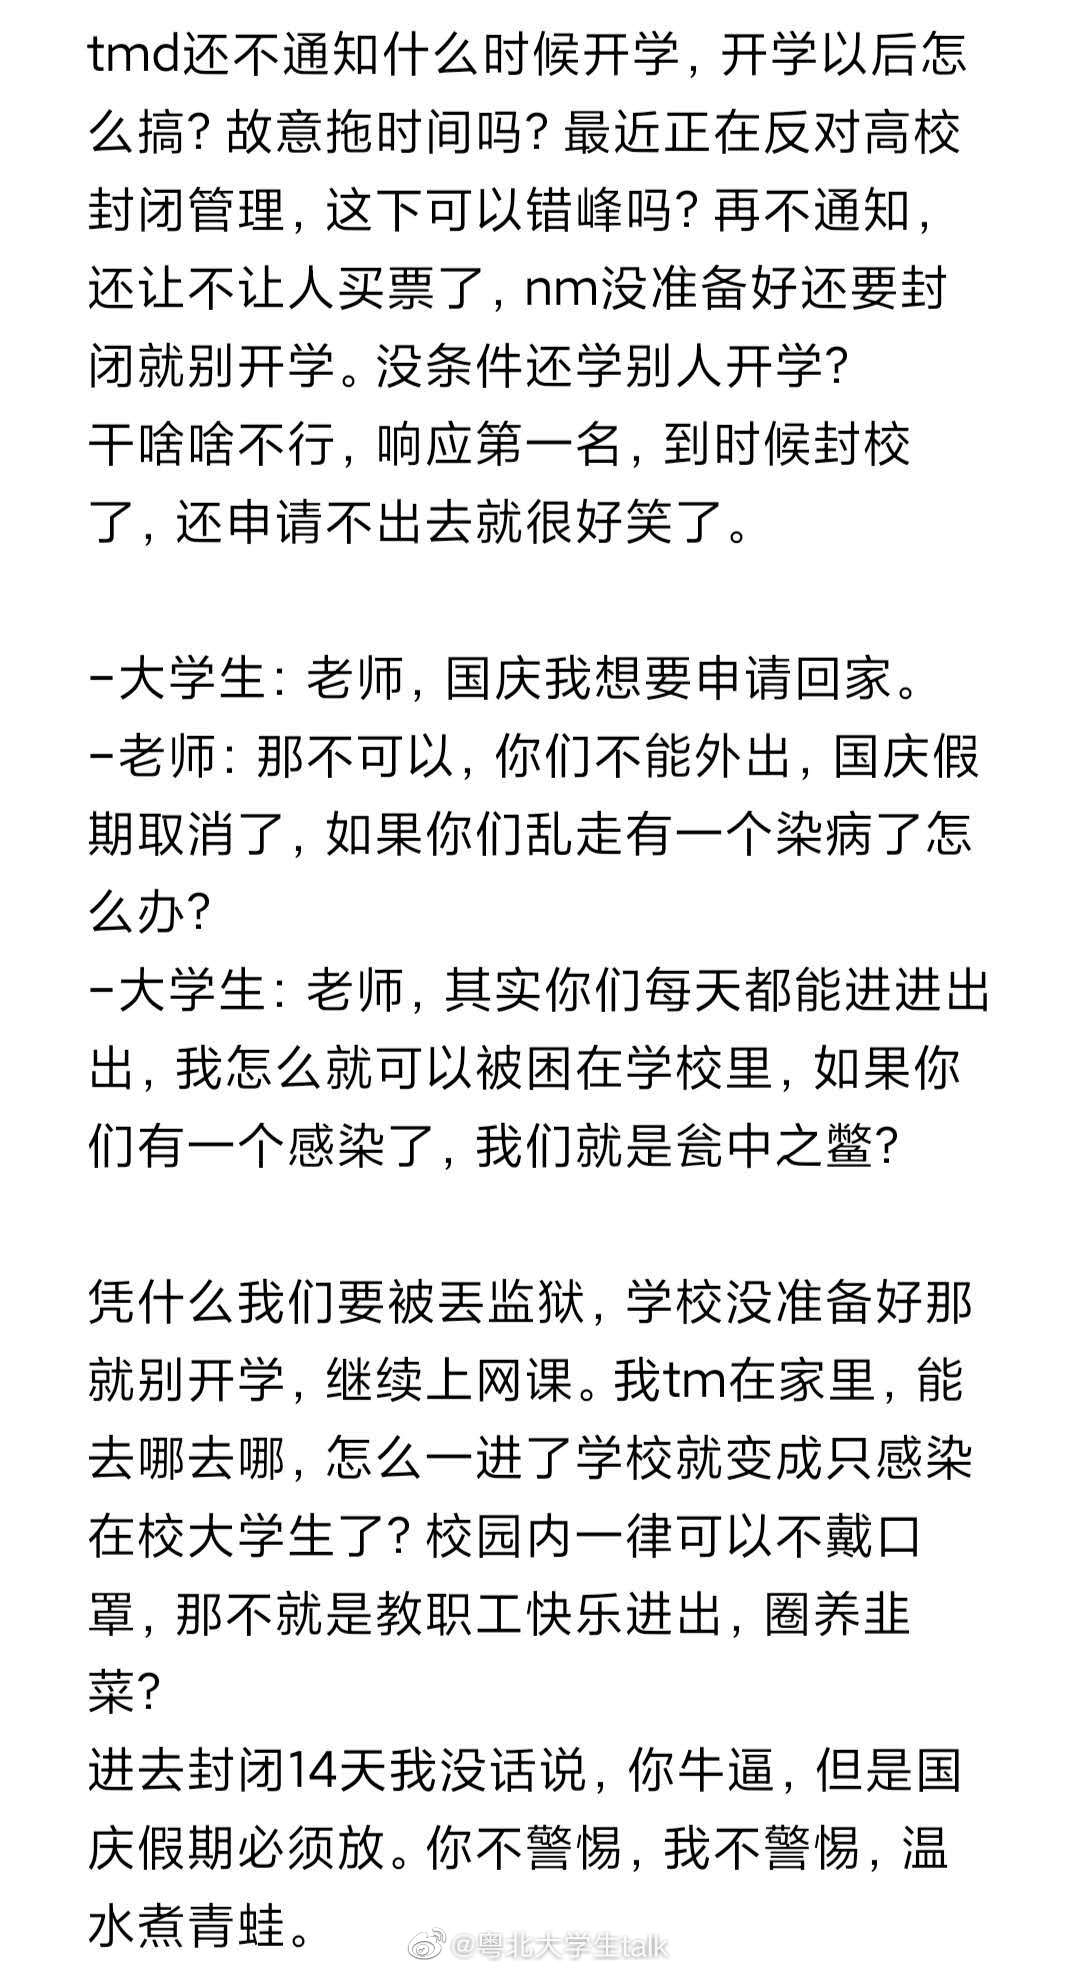 tmd还不通知什么时候开学，开学以后怎
么搞？故意拖时间吗？最近正在反对高校
封闭管理，这下可以错峰吗？再不通知，
还让不让人买票了，nm没准备好还要封
闭就别开学。没条件还学别人开学？
干啥啥不行，响应第一名，到时候封校
了，还申请不出去就很好笑了。
-大学生：老师，国庆我想要申请回家。
-老师：那不可以，你们不能外出，国庆假
期取消了，如果你们乱走有一个染病了怎
么办？
-大学生：老师，其实你们每天都能进进出
出，我怎么就可以被困在学校里，如果你
们有一个感染了，我们就是瓮中之鳖？
凭什么我们要被丢监狱，学校没准备好那
就别开学，继续上网课。我tm在家里，能
去哪去哪，怎么一进了学校就变成只感染
在校大学生了？校园内一律可以不戴口
罩，那不就是教职工快乐进出，圈养韭
菜？
进去封闭14天我没话说，你牛逼，但是国
庆假期必须放。你不警惕，我不警惕，温
水煮青蛙。
@粤北大学生talk